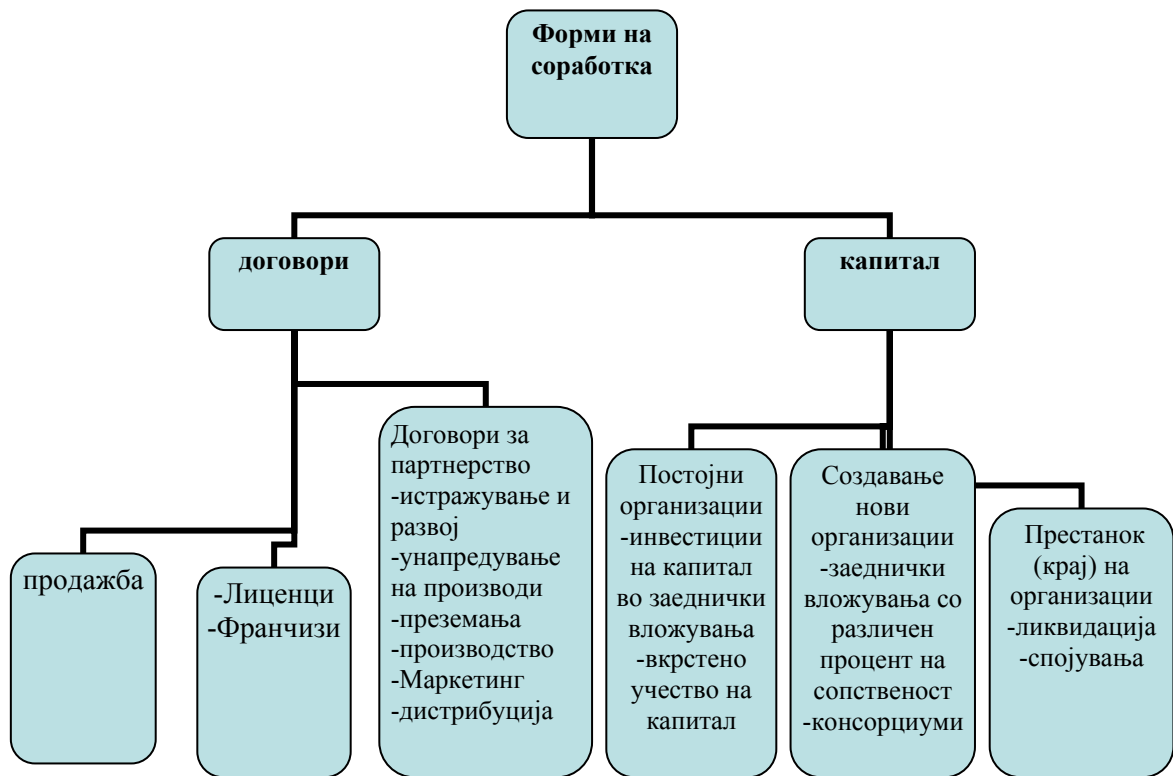 Форми на
соработка
договори
капитал
продажба
-Лиценци
-Франчизи
Договори за
партнерство
-истражување и
развој
-унапредување
на производи
-преземања
-производство
-Маркетинг
-дистрибуција
Постојни
организации
-инвестиции
на капитал
во заеднички
вложувања
-вкрстено
учество на
капитал
Создавање
нови
организации
-заеднички
вложувања со
различен
процент на
сопственост
-консорциуми
Престанок
(крај) на
организации
-ликвидација
-спојувања